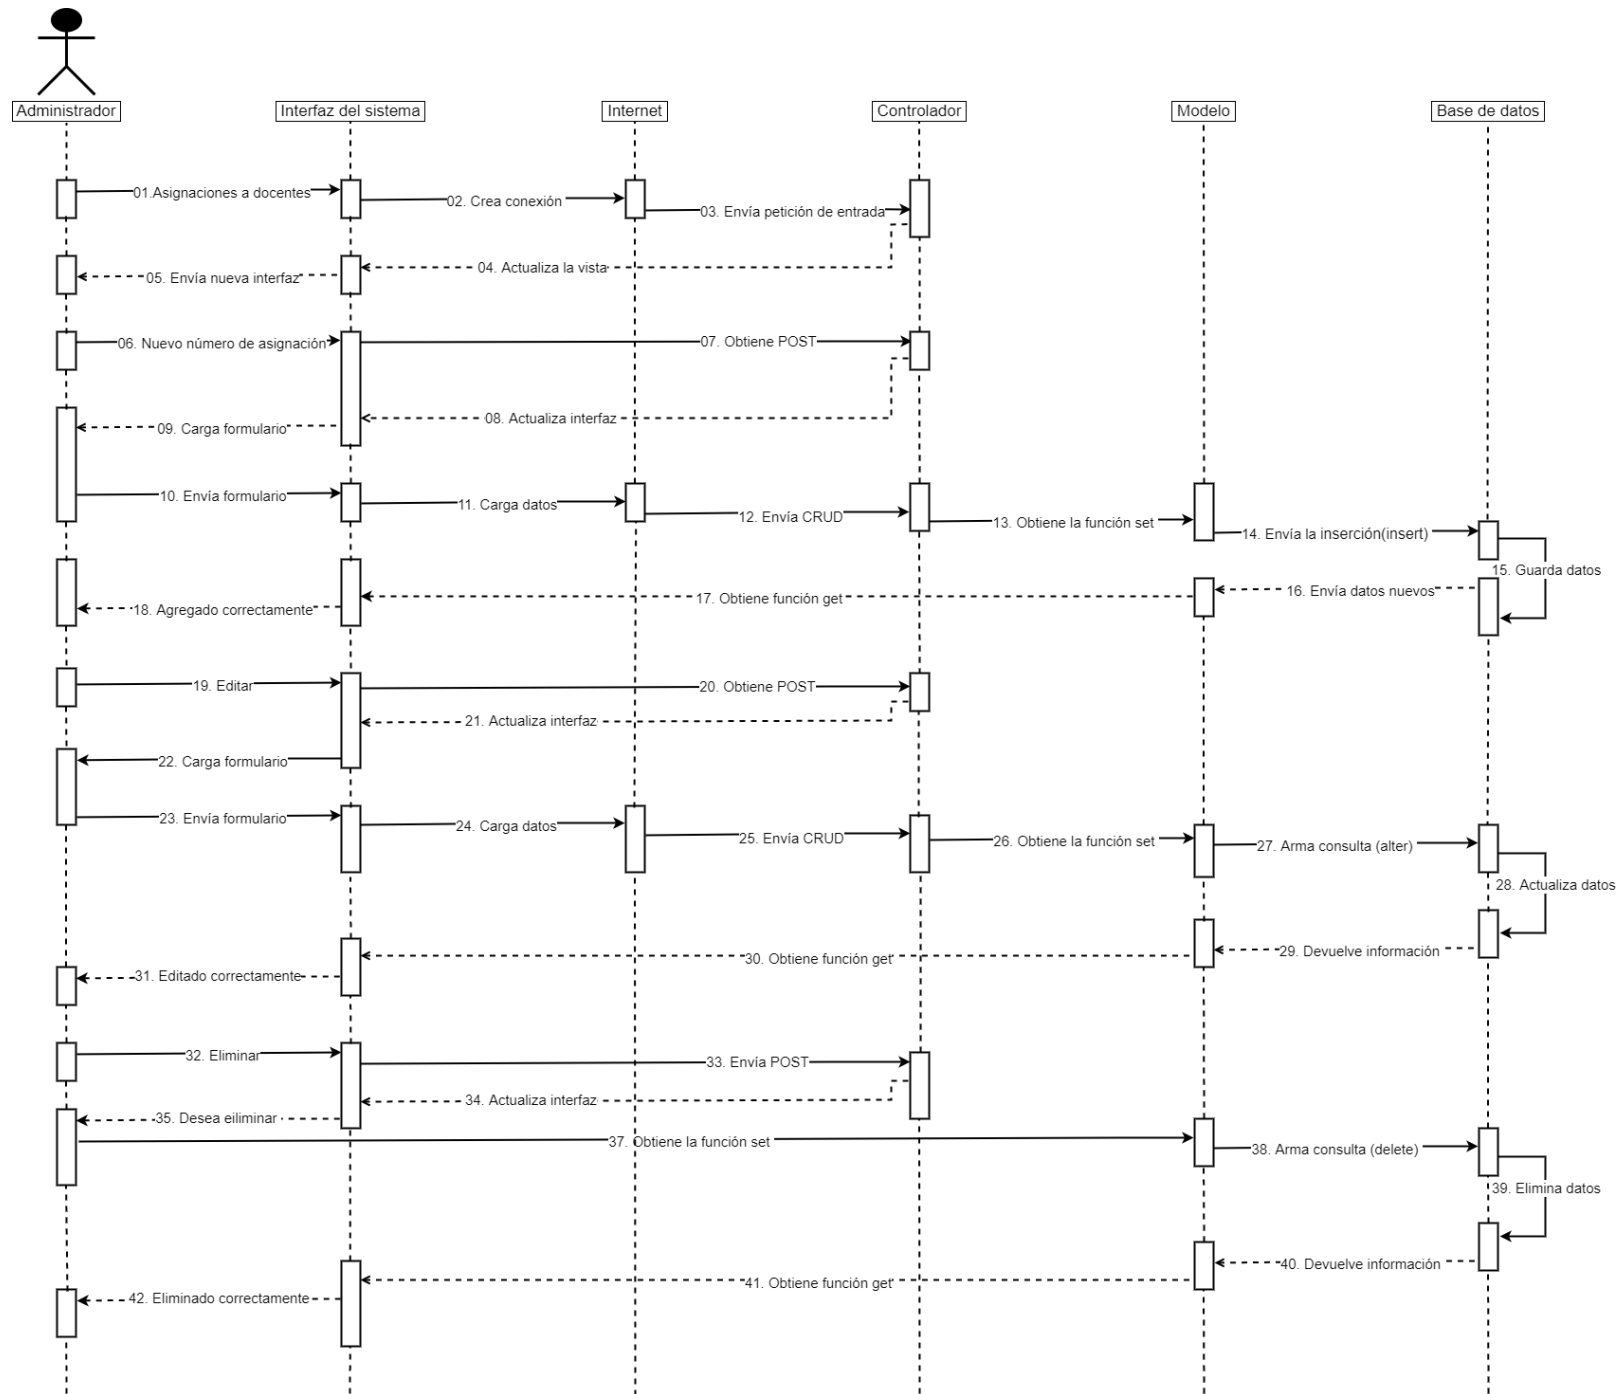 Administrador
Interfaz del sistema
Internet
Controlador
Modelo
Base de datos
01.Asignaciones a docentes
02. Crea conexión
03. Envía petición de entrada
04. Actualiza la vista
05. Envía nueva interfaz
06. Nuevo número de asignación
07. Obtiene POST
08. Actualiza interfaz
09. Carga formulario
10. Envía formulario
11. Carga datos
12. Envía CRUD
13. Obtiene la función set
14. Envía la inserción(insert)
15. Guarda datos
16. Envía datos nuevos
17. Obtiene función get
18. Agregado correctamente
19. Editar
20. Obtiene POST
21. Actualiza interfaz
22. Carga formulario
23. Envía formulario
24. Carga datos
25. Envía CRUD
26. Obtiene la función set
27. Arma consulta (alter)
28. Actualiza datos
29. Devuelve información
30. Obtiene función get
31. Editado correctamente
32. Eliminar
33. Envía POST
34. Actualiza interfaz
35. Desea eiliminar
37. Obtiene la función set
38. Arma consulta (delete)
39. Elimina datos
40. Devuelve información
41. Obtiene función get
42. Eliminado correctamente